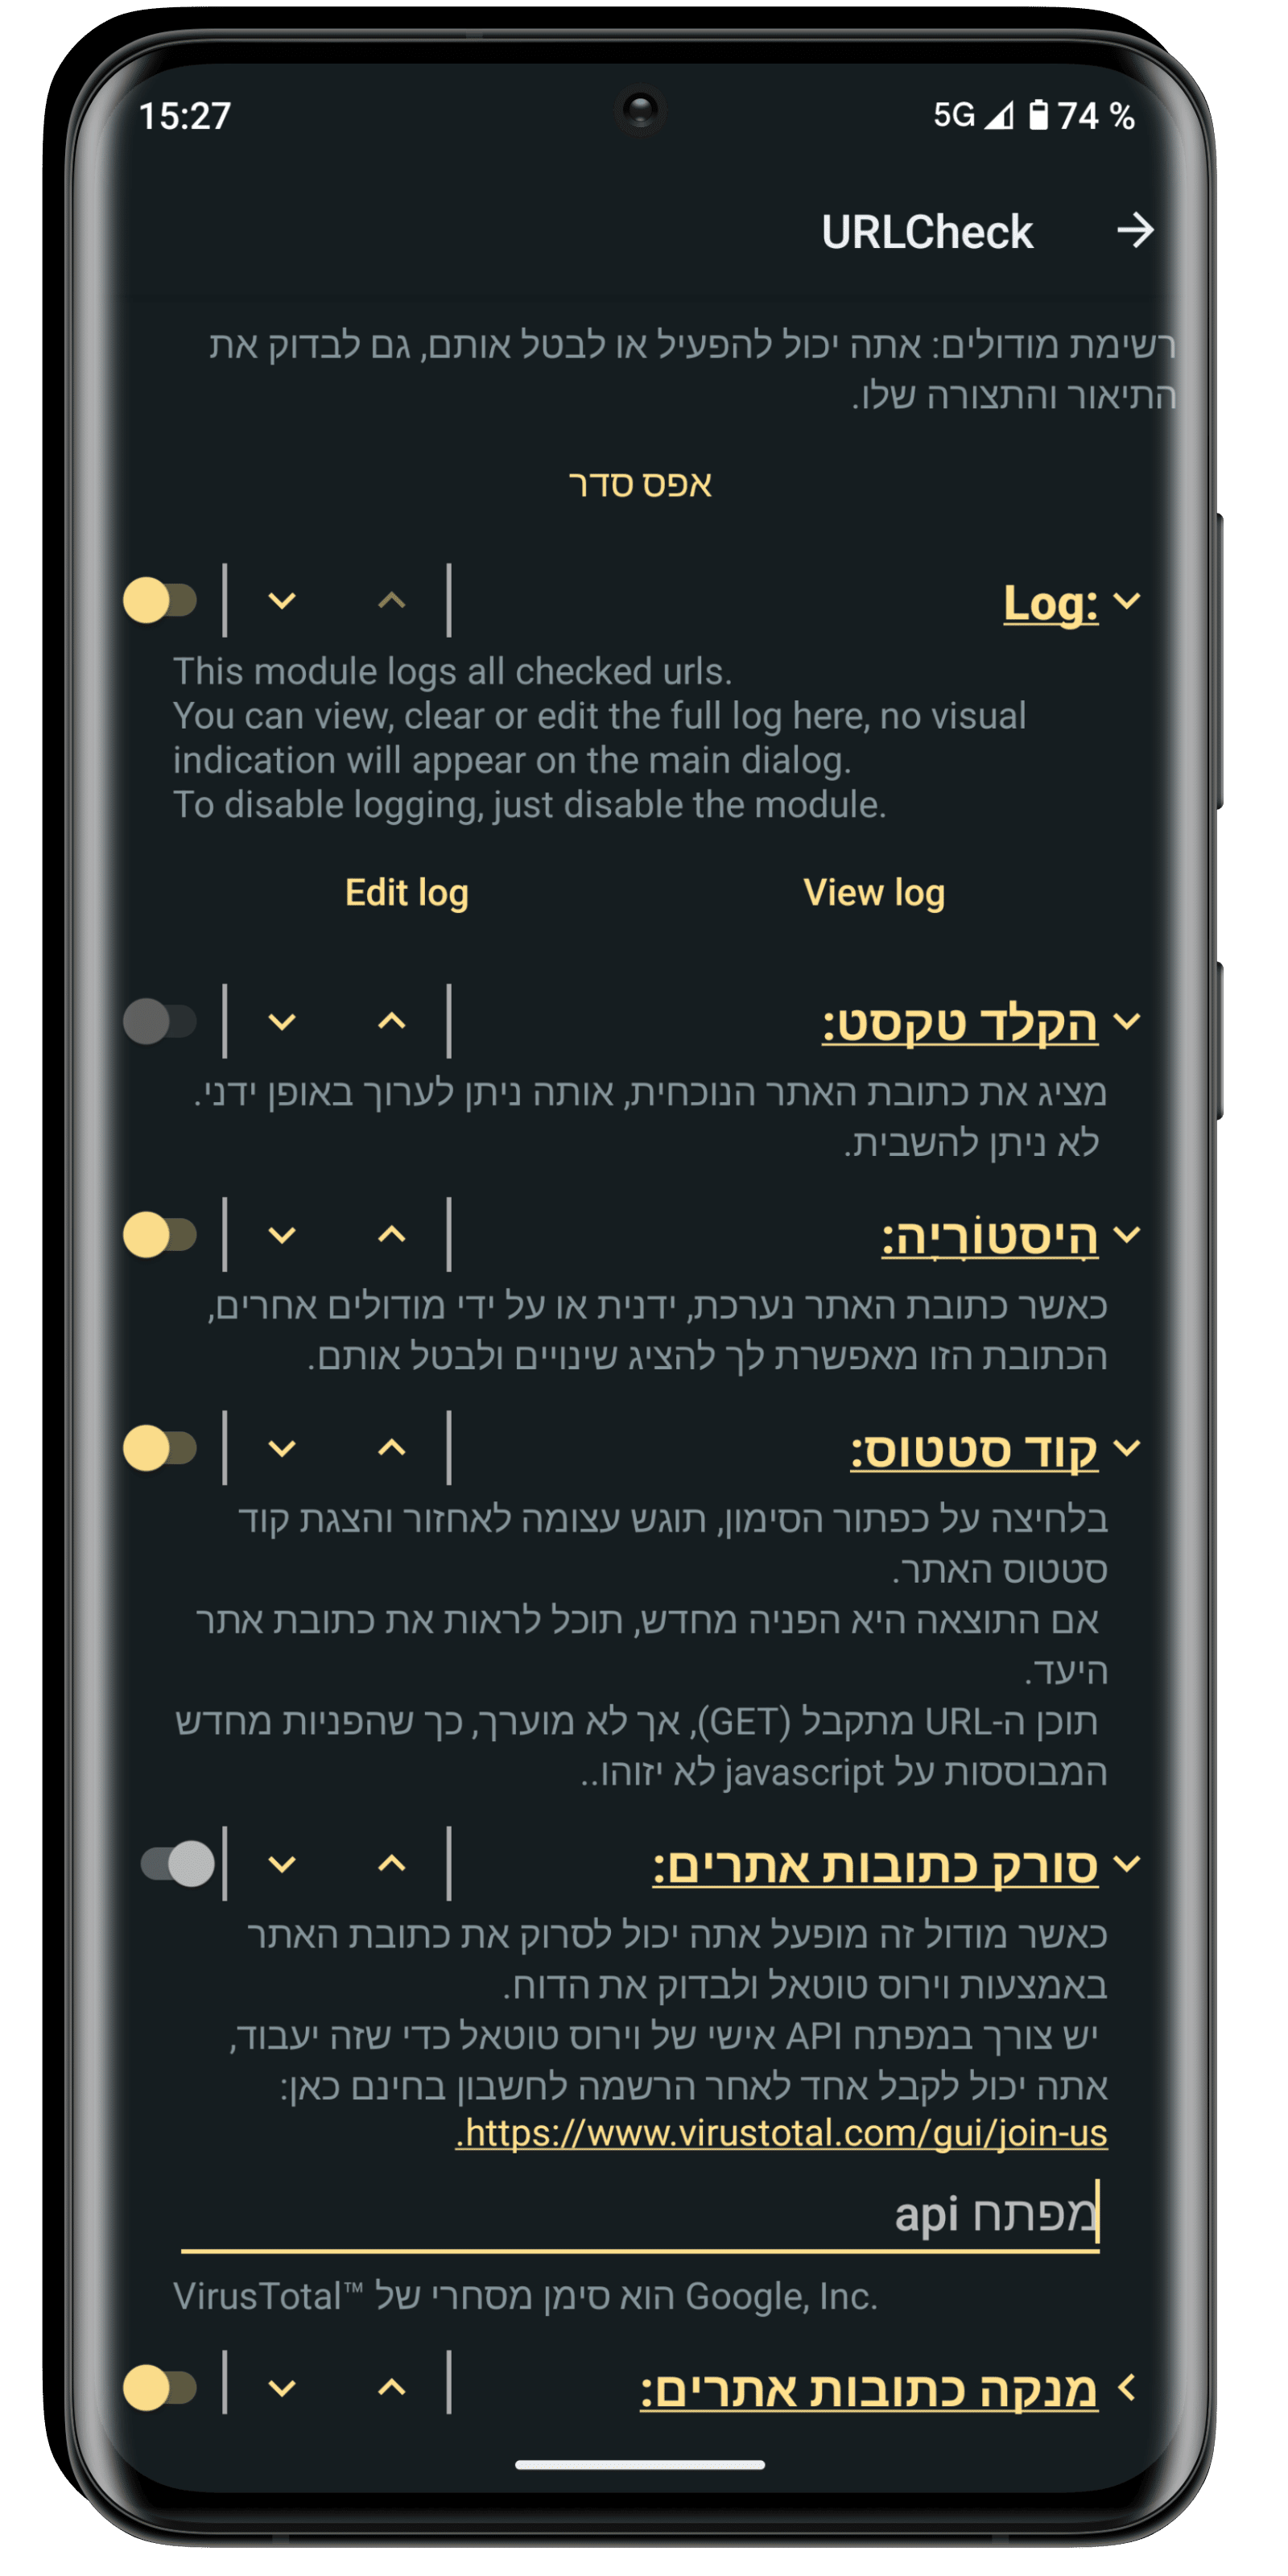 15:27
5G 74 %
URLCheck
רשימת מודולים: אתה יכול להפעיל או לבטל אותם, גם לבדוק את
התיאור והתצורה שלו.
אפס סדר
Log:
This module logs all checked urls.
You can view, clear or edit the full log here, no visual
indication will appear on the main dialog.
To disable logging, just disable the module.
View log
Edit log
הקלד טקסט:
מציג את כתובת האתר הנוכחית, אותה ניתן לערוך באופן ידני.
לא ניתן להשבית.
הִיסטוֹרִיָה:
כאשר כתובת האתר נערכת, ידנית או על ידי מודולים אחרים,
הכתובת הזו מאפשרת לך להציג שינויים ולבטל אותם.
קוד סטטוס:
בלחיצה על כפתור הסימון, תוגש עצומה לאחזור והצגת קוד
סטטוס האתר.
אם התוצאה היא הפניה מחדש, תוכל לראות את כתובת אתר
היעד.
תוכן ה-URL מתקבל (GET), אך לא מוערך, כך שהפניות מחדש
המבוססות על javascript לא יזוהו..
סורק כתובות אתרים:
כאשר מודול זה מופעל אתה יכול לסרוק את כתובת האתר
באמצעות וירוס טוטאל ולבדוק את הדוח.
יש צורך במפתח API אישי של וירוס טוטאל כדי שזה יעבוד,
אתה יכול לקבל אחד לאחר הרשמה לחשבון בחינם כאן:
https://www.virustotal.com/gui/join-us.
מפתח api
VirusTotal™ הוא סימן מסחרי של Google, Inc.
מנקה כתובות אתרים: